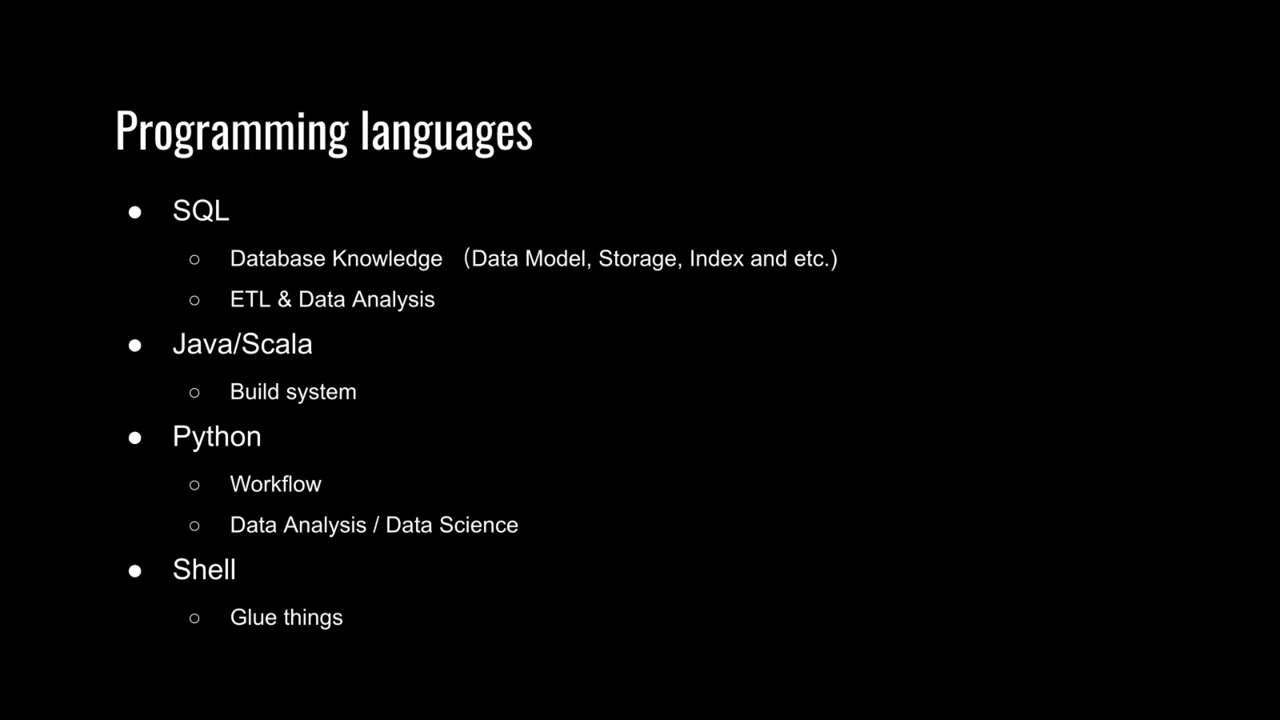 Programming languages
● SQL
○ Database Knowledge （Data Model, Storage, Index and etc.)
○ ETL & Data Analysis
● Java/Scala
○ Build system
● Python
○ Workflow
○ Data Analysis / Data Science
● Shell
○ Glue things